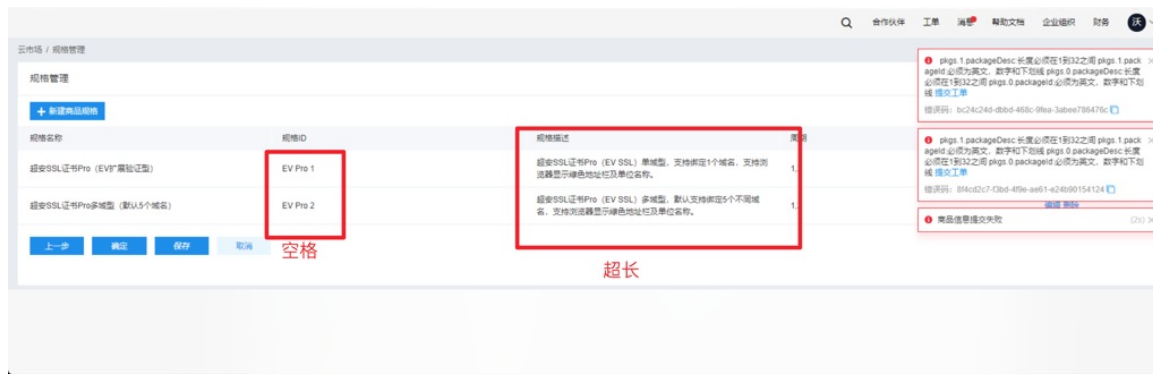 合作伙伴 工单 消息 帮助文档 企业组织 财务 沃
云市场 / 规格管理
规格管理
+ 新建商品规格
规格名称 规格ID 规格描述 周期
超安SSL证书Pro（EV扩展验证型） EV Pro 1 超安SSL证书Pro（EV SSL）单域型，支持绑定1个域名，支持浏
览器显示绿色地址栏及单位名称。 1,
超安SSL证书Pro多域型（默认5个域名） EV Pro 2 超安SSL证书Pro（EV SSL）多域型，默认支持绑定5个不同域
名，支持浏览器显示绿色地址栏及单位名称。 1,
编辑 删除
上一步 确定 保存 取消
空格
超长
pkgs.1.packageDesc:长度必须在1到32之间 pkgs.1.pack
ageId:必须为英文、数字和下划线 pkgs.0.packageDesc:长度
必须在1到32之间 pkgs.0.packageId:必须为英文、数字和下划
线 提交工单
错误码：bc24c24d-dbbd-468c-9fea-3abee786476c
pkgs.1.packageDesc:长度必须在1到32之间 pkgs.1.pack
ageId:必须为英文、数字和下划线 pkgs.0.packageDesc:长度
必须在1到32之间 pkgs.0.packageId:必须为英文、数字和下划
线 提交工单
错误码：8f4cd2c7-f3bd-4f9e-ae61-e24b90154124
商品信息提交失败 (2s)